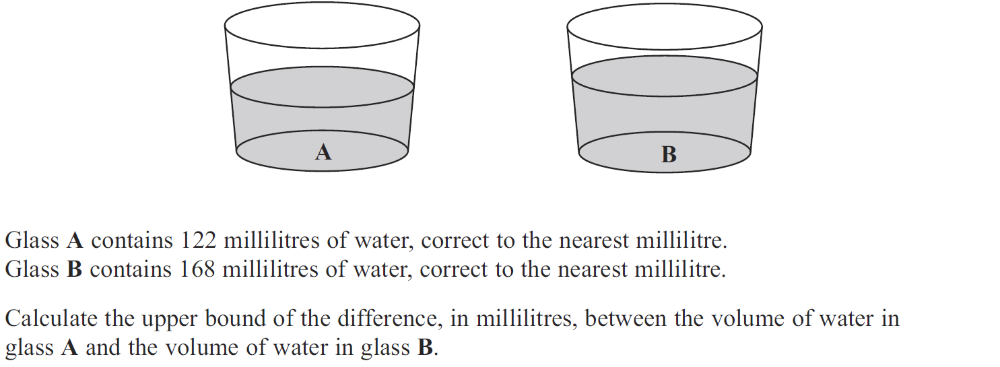 A B
Glass A contains 122 millilitres of water, correct to the nearest millilitre.
Glass B contains 168 millilitres of water, correct to the nearest millilitre.
Calculate the upper bound of the difference, in millilitres, between the volume of water in
glass A and the volume of water in glass B.